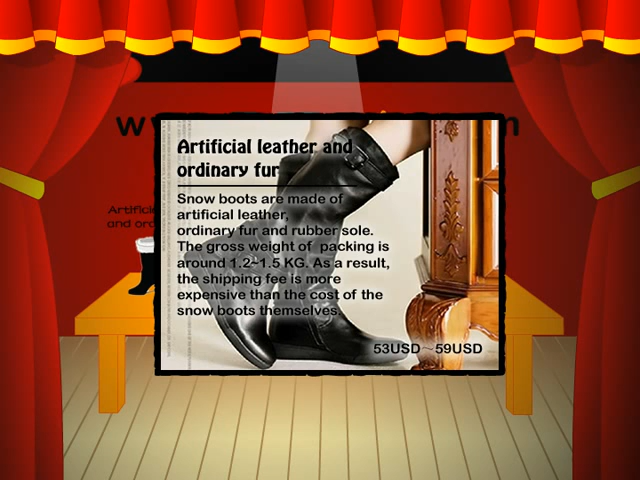 Artificial leather and
ordinary fur
Snow boots are made of
artificial leather,
ordinary fur and rubber sole.
The gross weight of packing is
around 1.2~1.5 KG. As a result,
the shipping fee is more
expensive than the cost of the
snow boots themselves.
53USD~59USD